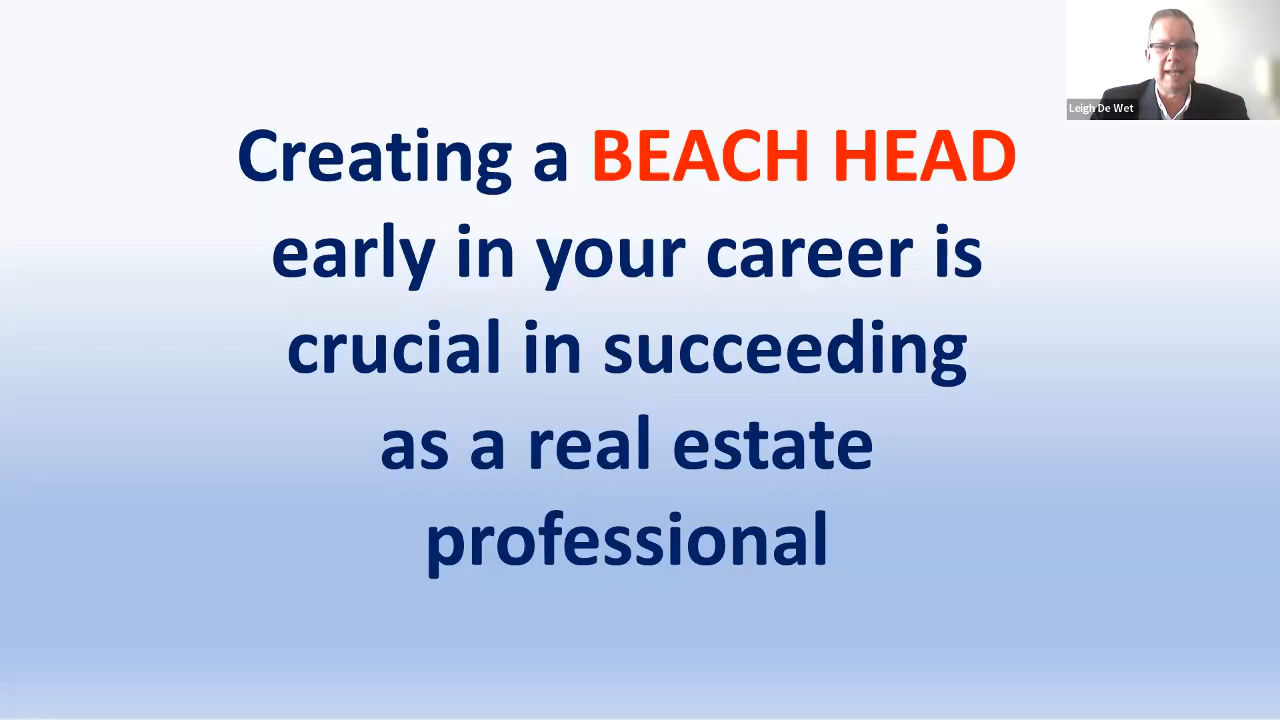 Leigh De Wet
Creating a BEACH HEAD
early in your career is
crucial in succeeding
as a real estate
professional